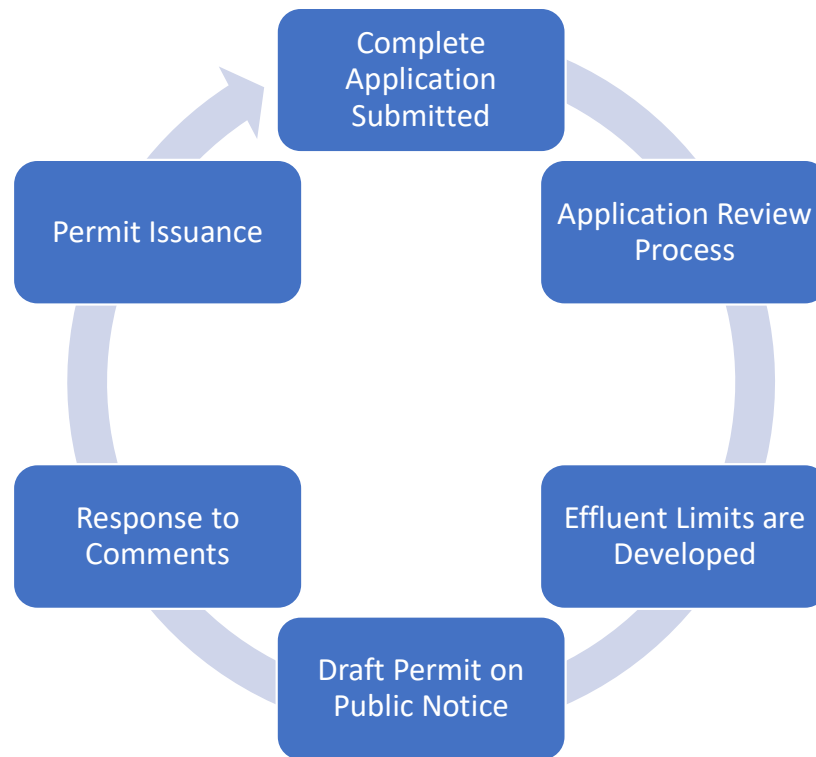 Complete
Application
Submitted
Application Review
Process
Effluent Limits are
Developed
Draft Permit on
Public Notice
Response to
Comments
Permit Issuance